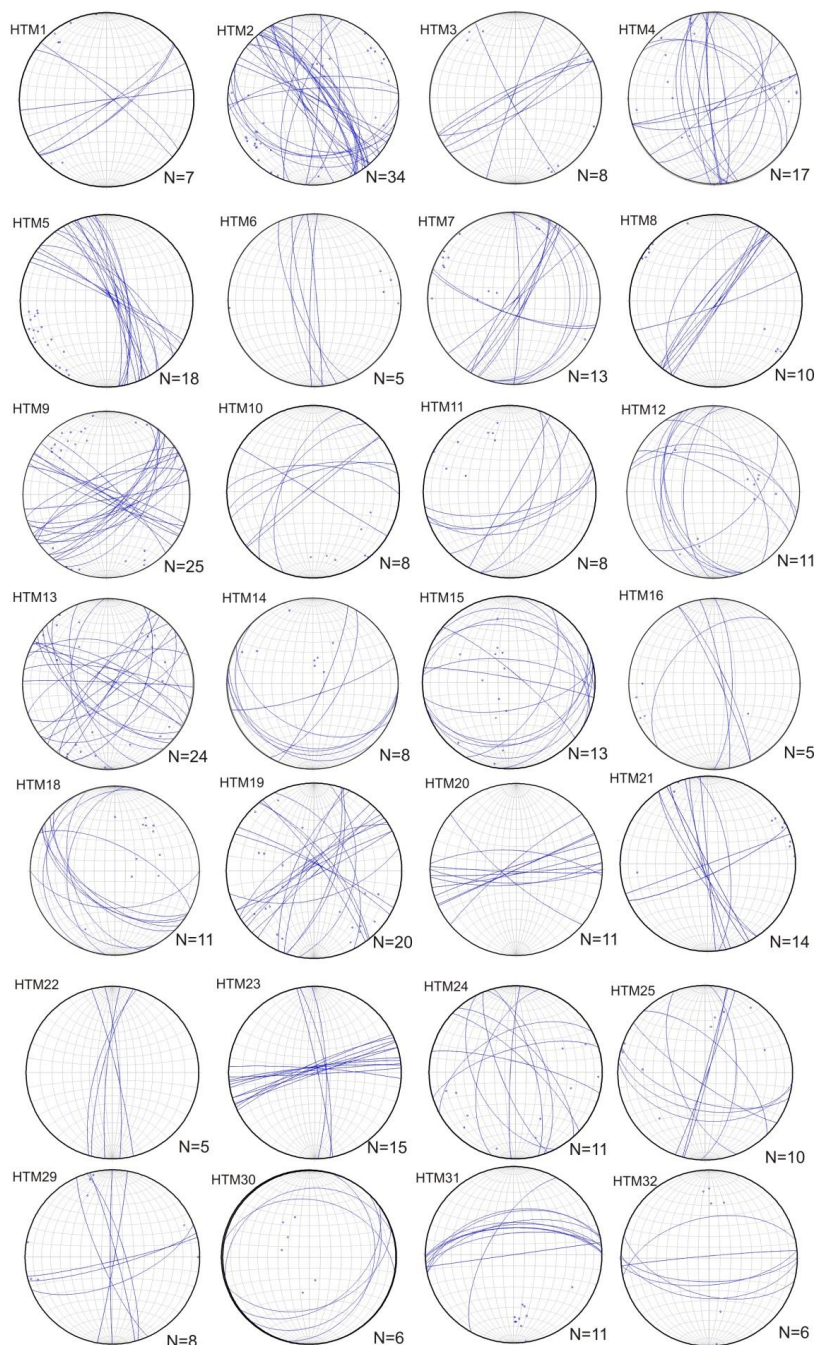 HTM1
HTM2
HTM3
HTM4
N=7
N=34
N=8
N=17
HTM5
HTM6
HTM7
HTM8
N=18
N=5
N=13
N=10
HTM9
HTM10
HTM11
HTM12
N=25
N=8
N=8
N=11
HTM13
HTM14
HTM15
HTM16
N=24
N=8
N=13
N=5
HTM18
HTM19
HTM20
HTM21
N=11
N=20
N=11
N=14
HTM22
HTM23
HTM24
HTM25
N=5
N=15
N=11
N=10
HTM29
HTM30
HTM31
HTM32
N=8
N=6
N=11
N=6